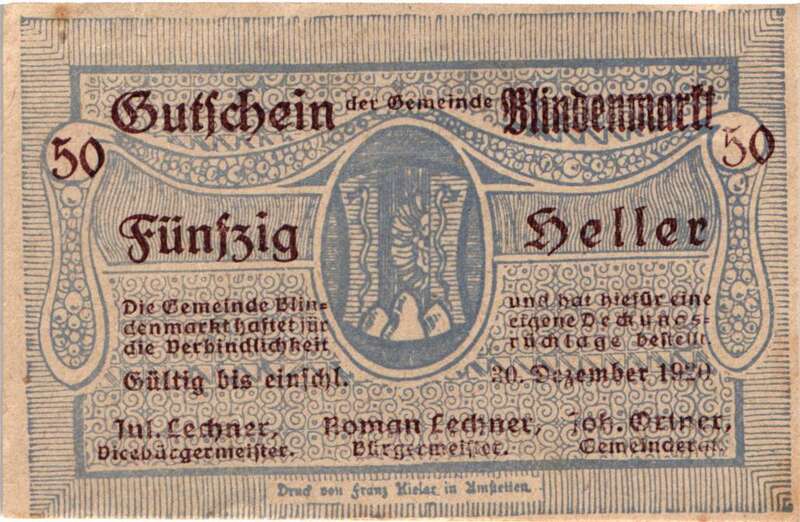 Gutschein der Gemeinde Blindenmarkt
50 50
Fünfzig Heller
Die Gemeinde Blin=
denmarkt haftet für
die Verbindlichkeit
und hat hiefür eine
eigene Deckungs=
rücklage bestellt.
Gültig bis einschl. 30. Dezember 1920
Jul. Lechner, Roman Lechner, Joh. Ortner,
Vicebürgermeister. Bürgermeister. Gemeinderat.
Druck von Franz in Amstetten.